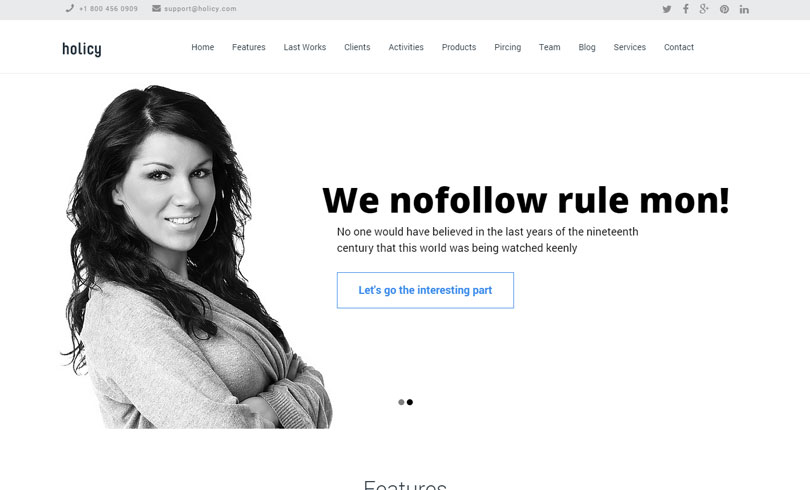 +1 800 456 0909 support@holicy.com
holicy Home Features Last Works Clients Activities Products Pircing Team Blog Services Contact
We nofollow rule mon!
No one would have believed in the last years of the nineteenth
century that this world was being watched keenly
Let's go the interesting part
Features